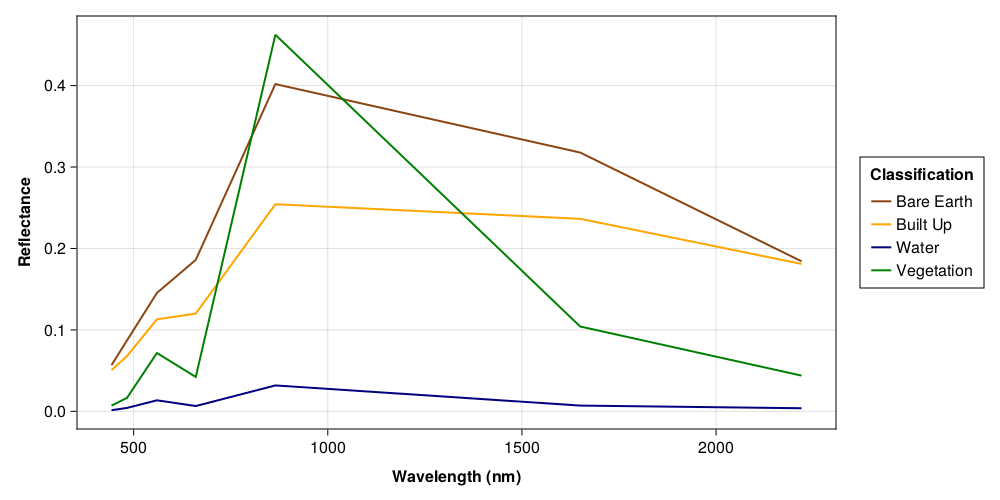 0.4
0.3
0.2
0.1
0.0
Reflectance
500
1000
1500
2000
Wavelength (nm)
Classification
Bare Earth
Built Up
Water
Vegetation